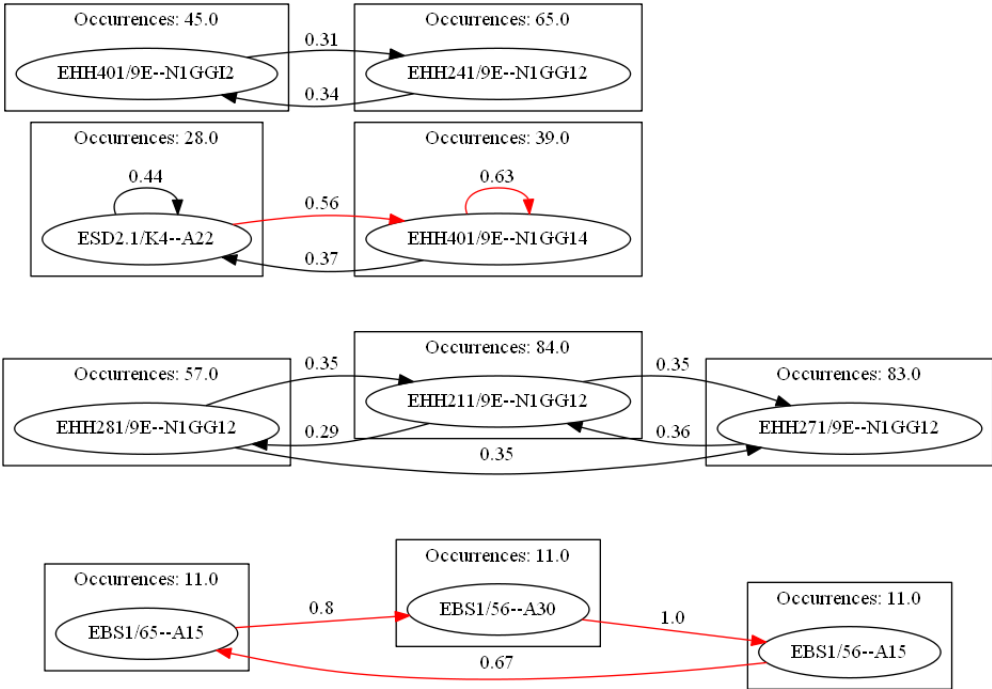 Occurrences: 45.0
Occurrences: 65.0
0.31
EHH401/9E--N1GGI2
EHH241/9E--N1GG12
0.34
Occurrences: 28.0
Occurrences: 39.0
0.44
0.63
0.56
ESD2.1/K4--A22
EHH401/9E--N1GG14
0.37
Occurrences: 84.0
Occurrences: 57.0
0.35
0.35
Occurrences: 83.0
EHH211/9E--N1GG12
EHH281/9E--N1GG12
0.29
0.36
EHH271/9E--N1GG12
0.35
Occurrences: 11.0
Occurrences: 11.0
0.8
EBS1/56--A30
Occurrences: 11.0
1.0
EBS1/65--A15
EBS1/56--A15
0.67